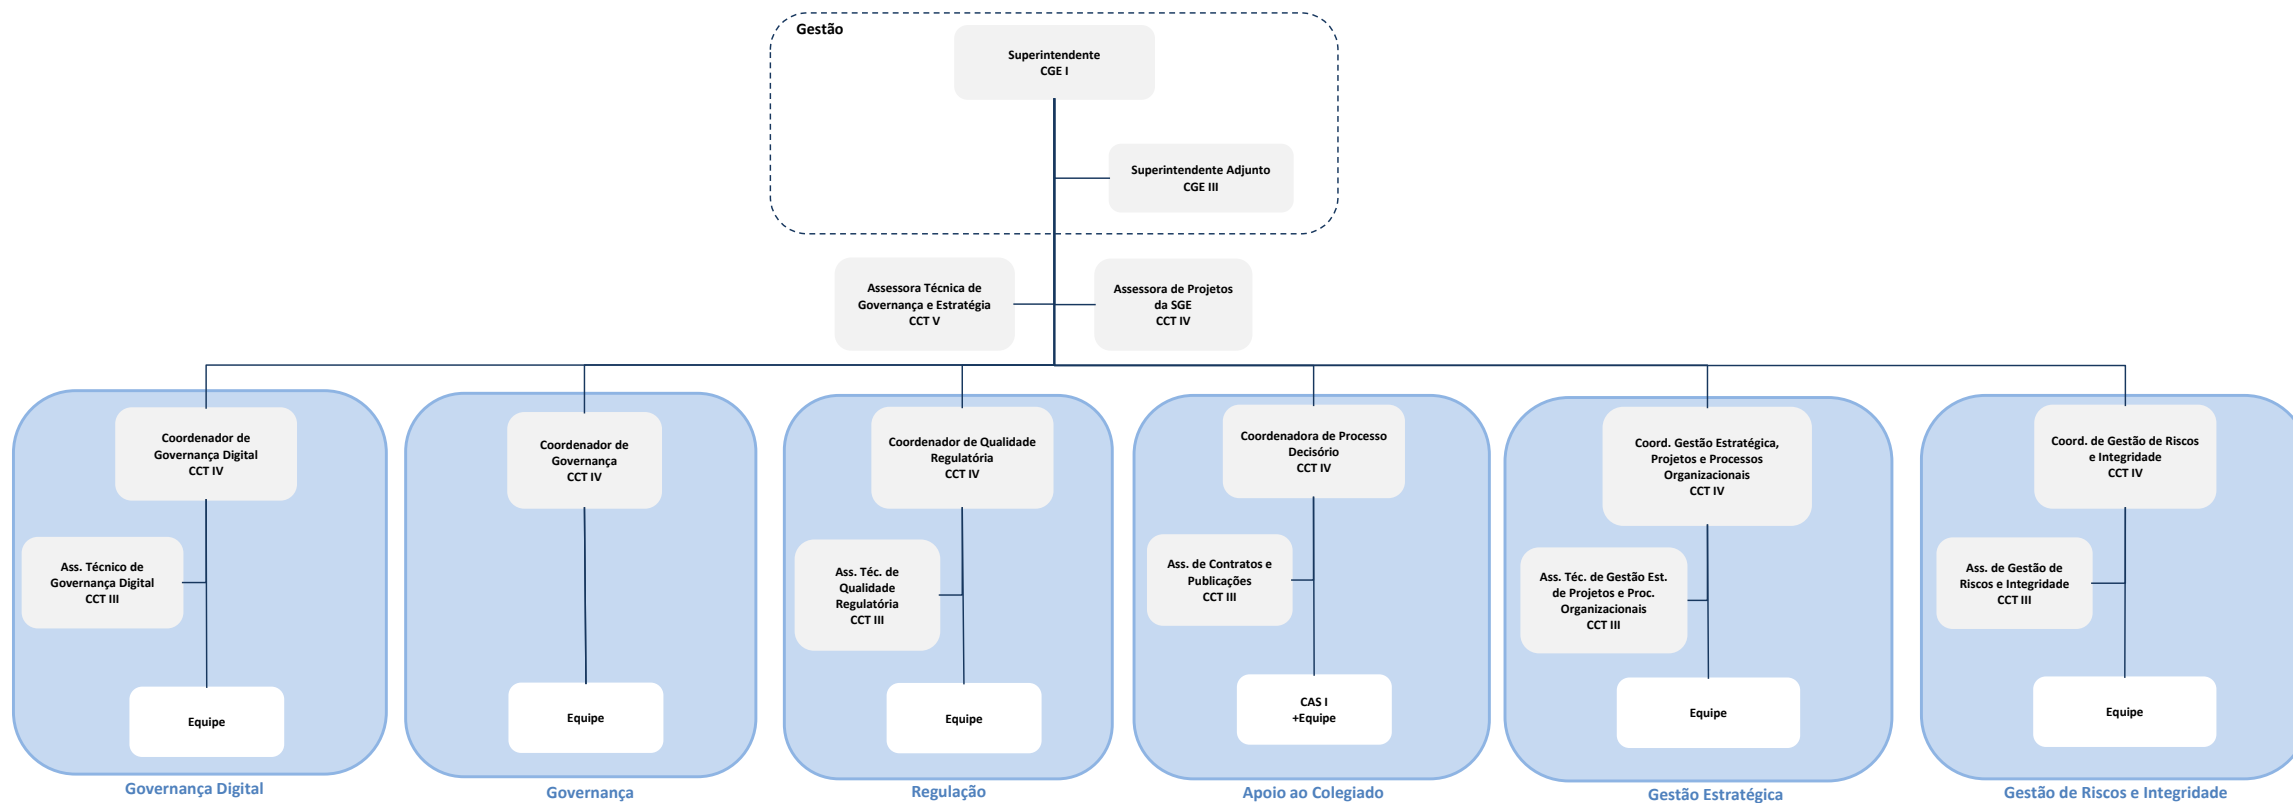 Gestão
Superintendente
CGE I
Superintendente Adjunto
CGE III
Assessora Técnica de
Governança e Estratégia
CCT V
Assessora de Projetos
da SGE
CCT IV
Coordenador de
Governança Digital
CCT IV
Ass. Técnico de
Governança Digital
CCT III
Equipe
Governança Digital
Coordenador de
Governança
CCT IV
Equipe
Governança
Coordenador de Qualidade
Regulatória
CCT IV
Ass. Téc. de
Qualidade
Regulatória
CCT III
Equipe
Regulação
Coordenadora de Processo
Decisório
CCT IV
Ass. de Contratos e
Publicações
CCT III
CAS I
+Equipe
Apoio ao Colegiado
Coord. Gestão Estratégica,
Projetos e Processos
Organizacionais
CCT IV
Ass. Téc. de Gestão Est.
de Projetos e Proc.
Organizacionais
CCT III
Equipe
Gestão Estratégica
Coord. de Gestão de Riscos
e Integridade
CCT IV
Ass. de Gestão de
Riscos e Integridade
CCT III
Equipe
Gestão de Riscos e Integridade